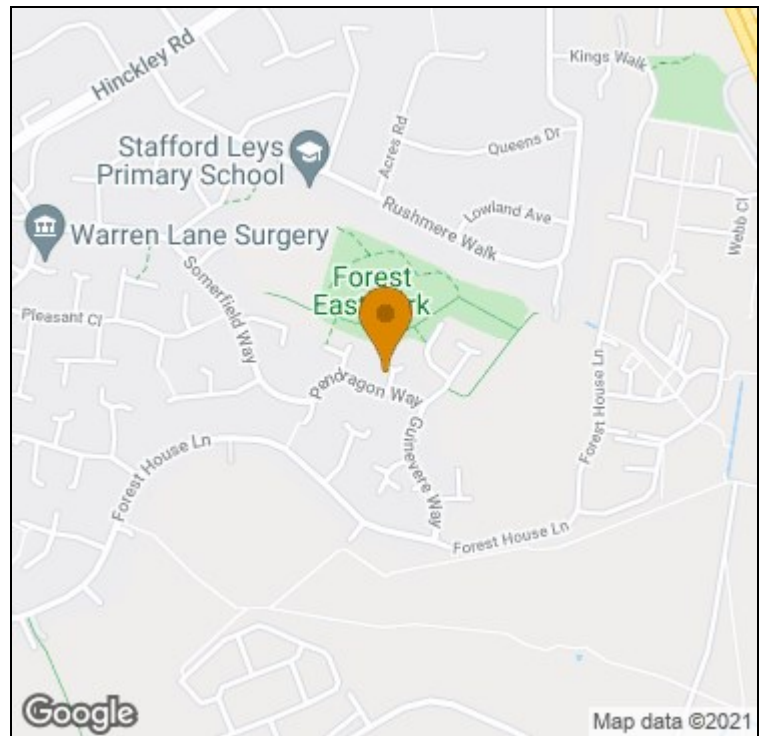 Hinckley Rd
Kings Walk
Acres Rd
Queens Dr
Stafford Leys
Primary School
Rushmere Walk
Lowland Ave
Webb Cl
Warren Lane Surgery
Somerfield Way
Forest
East Park
Pleasant Cl
Pendragon Way
Guinevere Way
Forest House Ln
Forest House Ln
Forest House Ln
Google
Map data ©2021